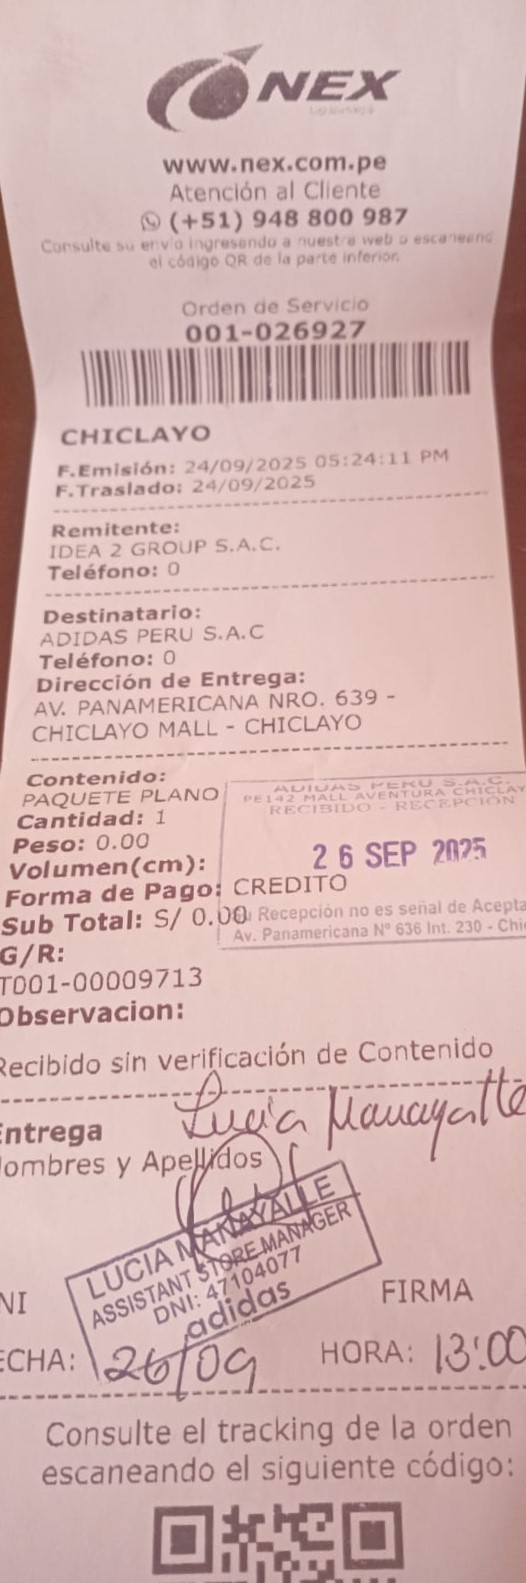 NEX
www.nex.com.pe
Atención al Cliente
(+51) 948 800 987
Consulte su envío ingresando a nuestra web o escaneand
el código QR de la parte inferior.
Orden de Servicio
001-026927
CHICLAYO
F.Emisión: 24/09/2025 05:24:11 PM
F.Traslado: 24/09/2025
Remitente:
IDEA 2 GROUP S.A.C.
Teléfono: 0
Destinatario:
ADIDAS PERU S.A.C
Teléfono: 0
Dirección de Entrega:
AV. PANAMERICANA NRO. 639 -
CHICLAYO MALL - CHICLAYO
Contenido:
PAQUETE PLANO
Cantidad: 1
Peso: 0.00
Volumen(cm):
Forma de Pago: CREDITO
Sub Total: S/ 0.00
ADIDAS PERU S.A.C.
PE142 MALL AVENTURA CHICLAY
RECIBIDO - RECEPCIÓN
26 SEP 2025
Recepción no es señal de Acepta
Av. Panamericana N° 636 Int. 230 - Chi
G/R:
T001-00009713
Observacion:
Recibido sin verificación de Contenido
Entrega
Lucia Manayalle
ombres y Apellidos
LUCIA MANAYALLE
ASSISTANT STORE MANAGER
DNI: 47104077
adidas
NI
FIRMA
ECHA: 26/09
HORA: 13:00
Consulte el tracking de la orden
escaneando el siguiente código: